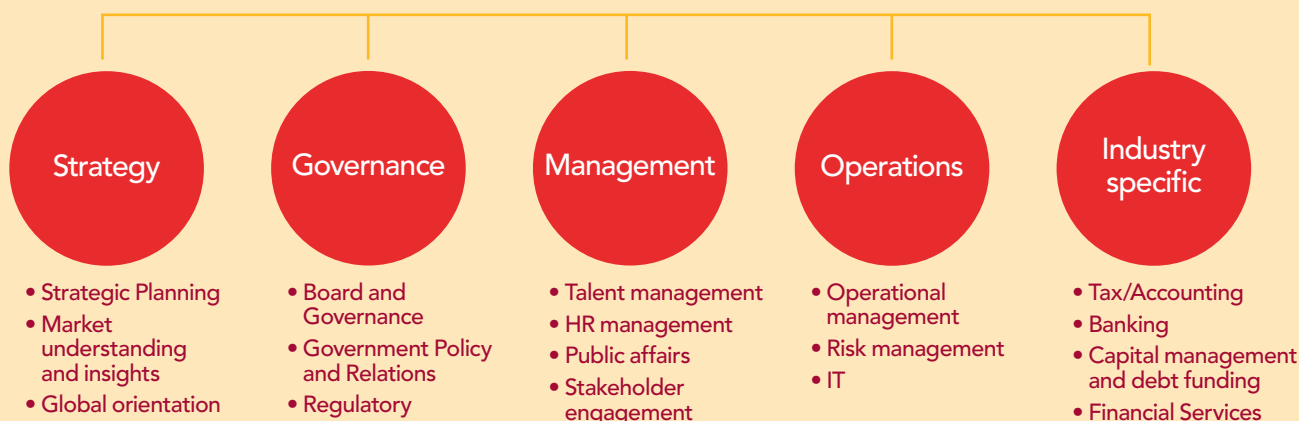 Strategy
• Strategic Planning
• Market
understanding
and insights
• Global orientation
Governance
• Board and
Governance
• Government Policy
and Relations
• Regulatory
Management
• Talent management
• HR management
• Public affairs
• Stakeholder
engagement
Operations
• Operational
management
• Risk management
• IT
Industry
specific
• Tax/Accounting
• Banking
• Capital management
and debt funding
• Financial Services